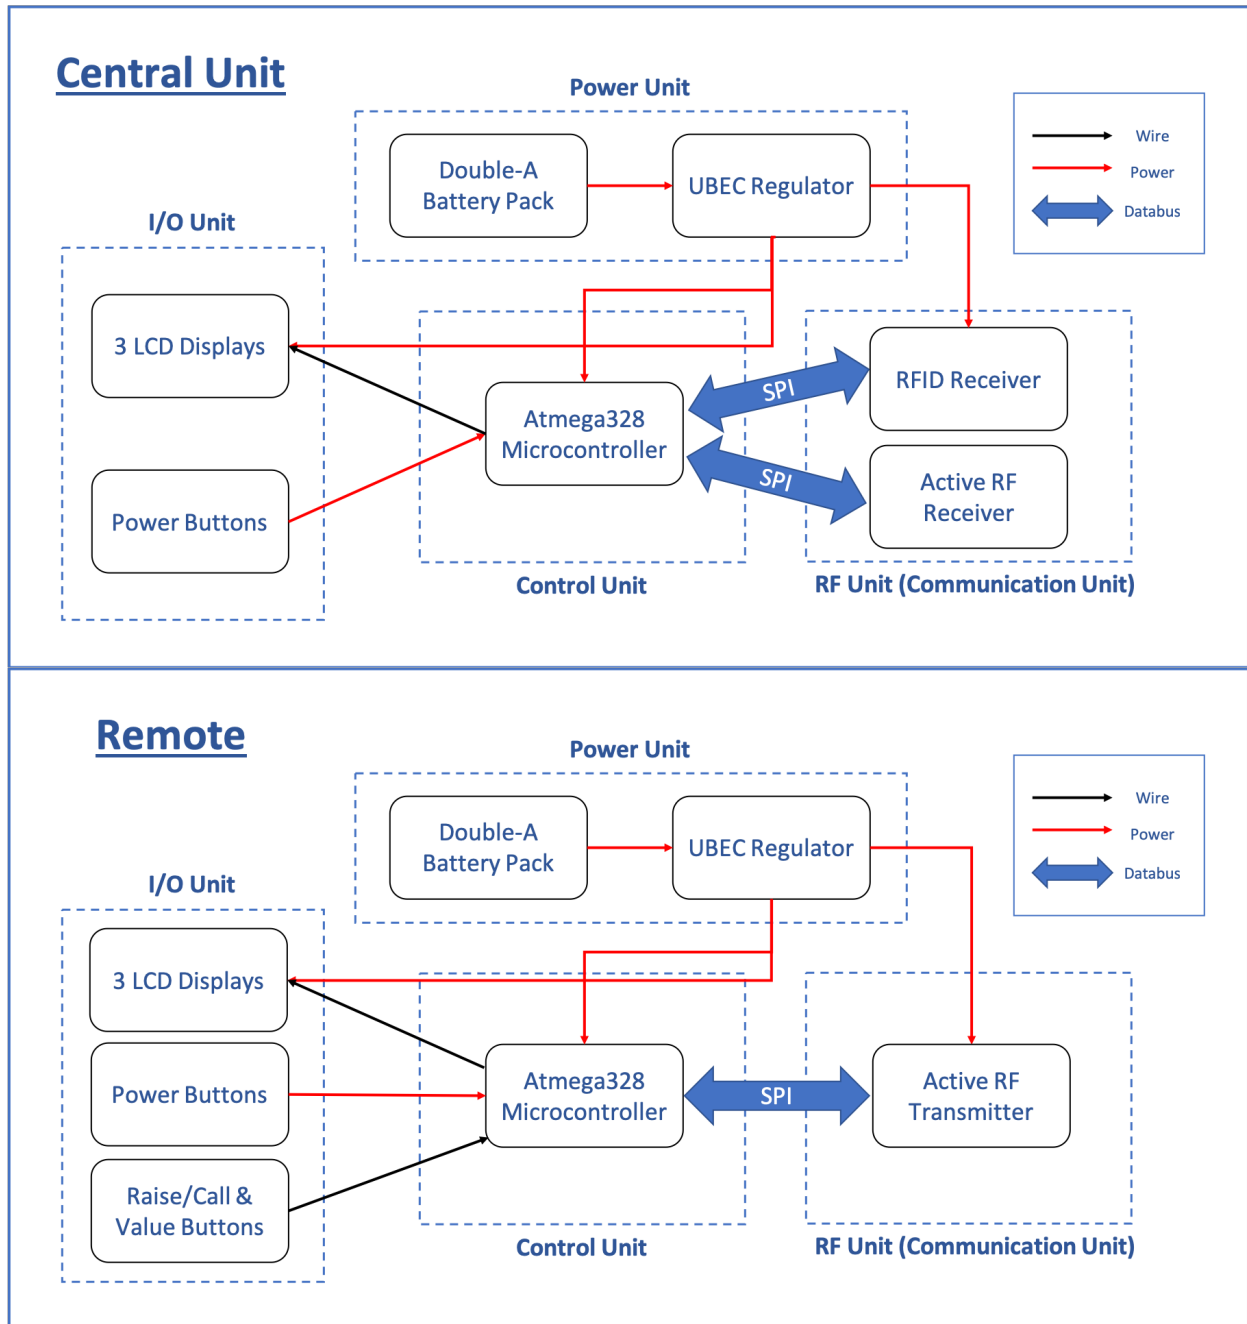 Central Unit
Power Unit
Wire
Power
Databus
Double-A
Battery Pack
UBEC Regulator
I/O Unit
3 LCD Displays
Power Buttons
Atmega328
Microcontroller
SPI
SPI
RFID Receiver
Active RF
Receiver
Control Unit
RF Unit (Communication Unit)
Remote
Power Unit
Wire
Power
Databus
Double-A
Battery Pack
UBEC Regulator
I/O Unit
3 LCD Displays
Power Buttons
Raise/Call &
Value Buttons
Atmega328
Microcontroller
SPI
Active RF
Transmitter
Control Unit
RF Unit (Communication Unit)